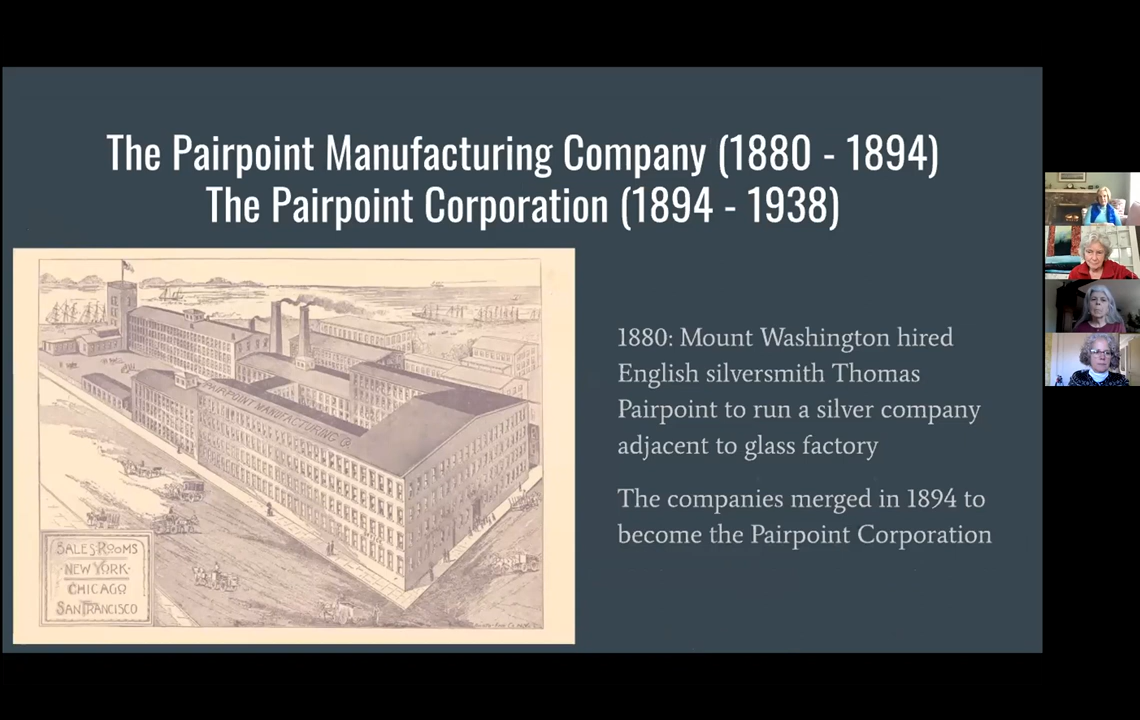 The Pairpoint Manufacturing Company (1880 - 1894)
The Pairpoint Corporation (1894 - 1938)
PAIRPOINT MANUFACTURING CO
SALES ROOMS
NEW YORK
CHICAGO
SAN FRANCISCO
1880: Mount Washington hired
English silversmith Thomas
Pairpoint to run a silver company
adjacent to glass factory
The companies merged in 1894 to
become the Pairpoint Corporation